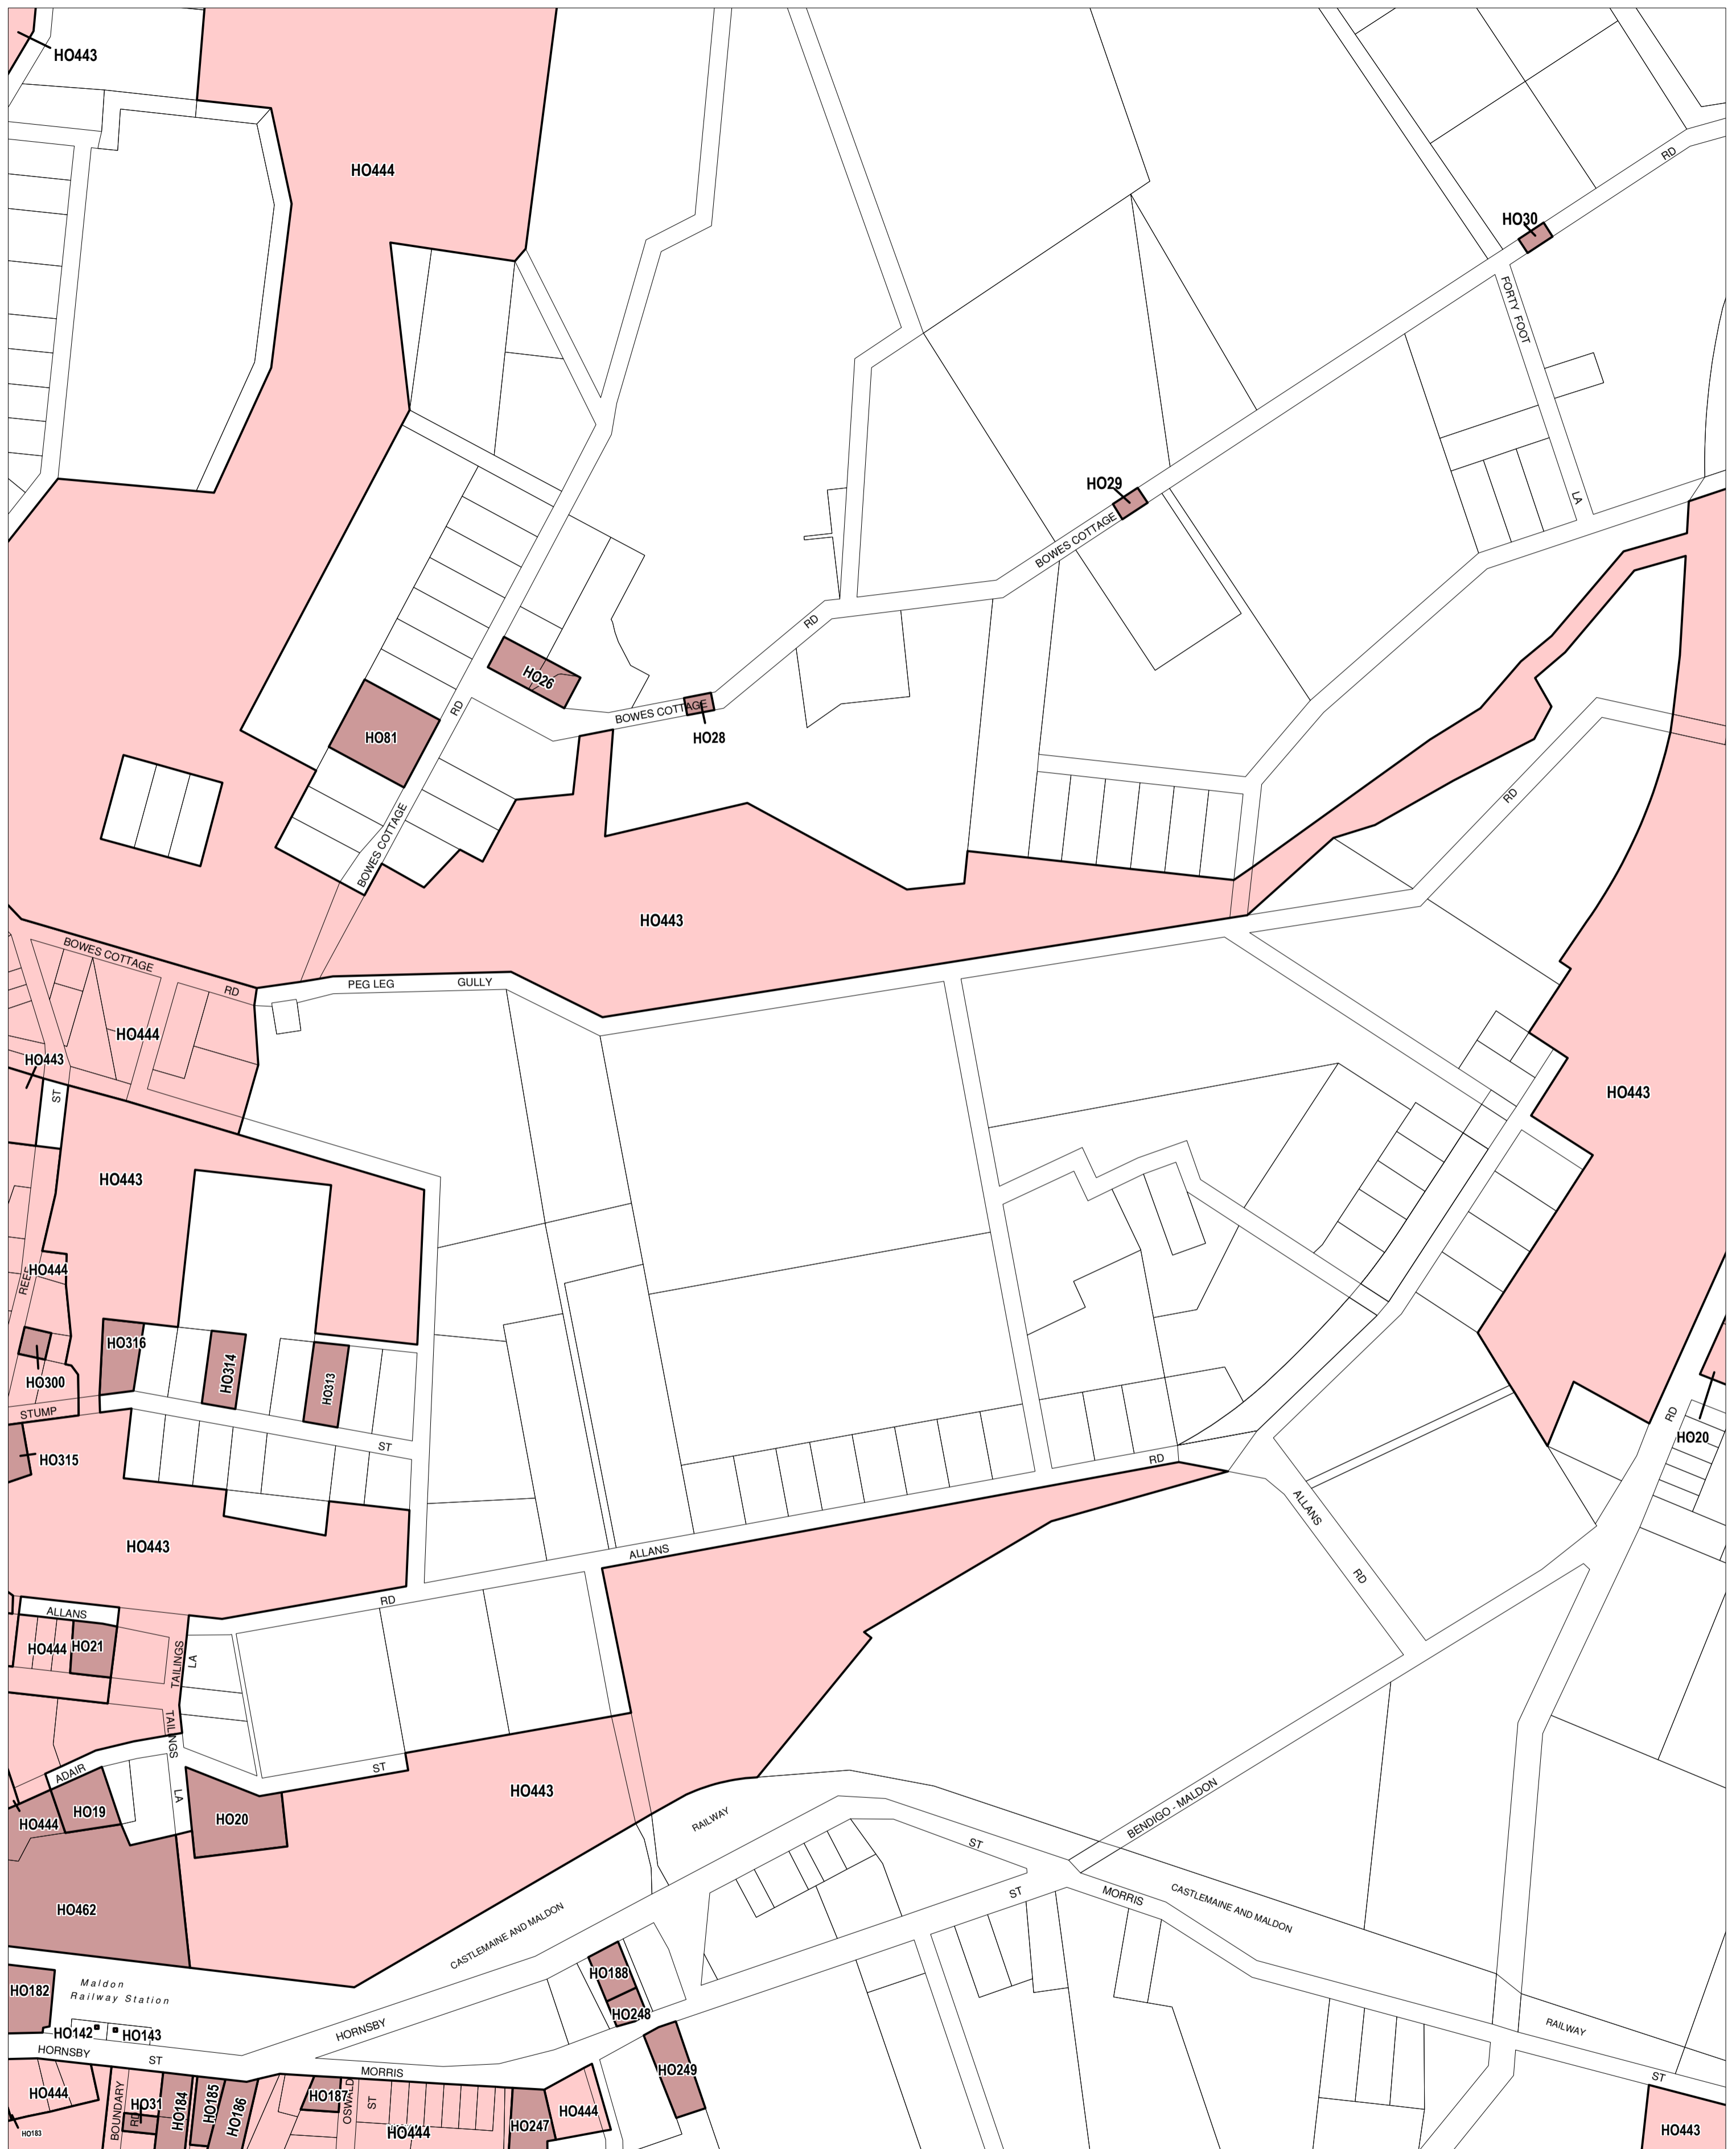 HO443
HO444
RD
HO30
FORTY FOOT
LA
HO29
BOWES COTTAGE
RD
HO26
RD
HO81
BOWES COTTAGE
HO28
RD
BOWES COTTAGE
HO443
BOWES COTTAGE
RD
PEG LEG GULLY
HO444
HO443
ST
HO443
HO443
HO444
REEF
HO316
HO314
HO313
HO300
STUMP
ST
HO315
RD
HO20
RD
ALLANS
HO443
ALLANS
RD
RD
ALLANS
HO444
HO21
TAILINGS
LA
TAILINGS
LA
ADAIR
ST
HO19
HO444
HO20
HO443
RAILWAY
BENDIGO - MALDON
ST
ST
MORRIS
CASTLEMAINE AND MALDON
HO462
CASTLEMAINE AND MALDON
HO188
HO248
HO182
Maldon
Railway Station
HO142
HO143
HORNSBY
ST
HORNSBY
RAILWAY
MORRIS
ST
HO249
HO444
HO183
BOUNDARY
RD
HO31
HO184
HO185
HO186
HO187
OSWALD
ST
HO444
HO247
HO444
HO443